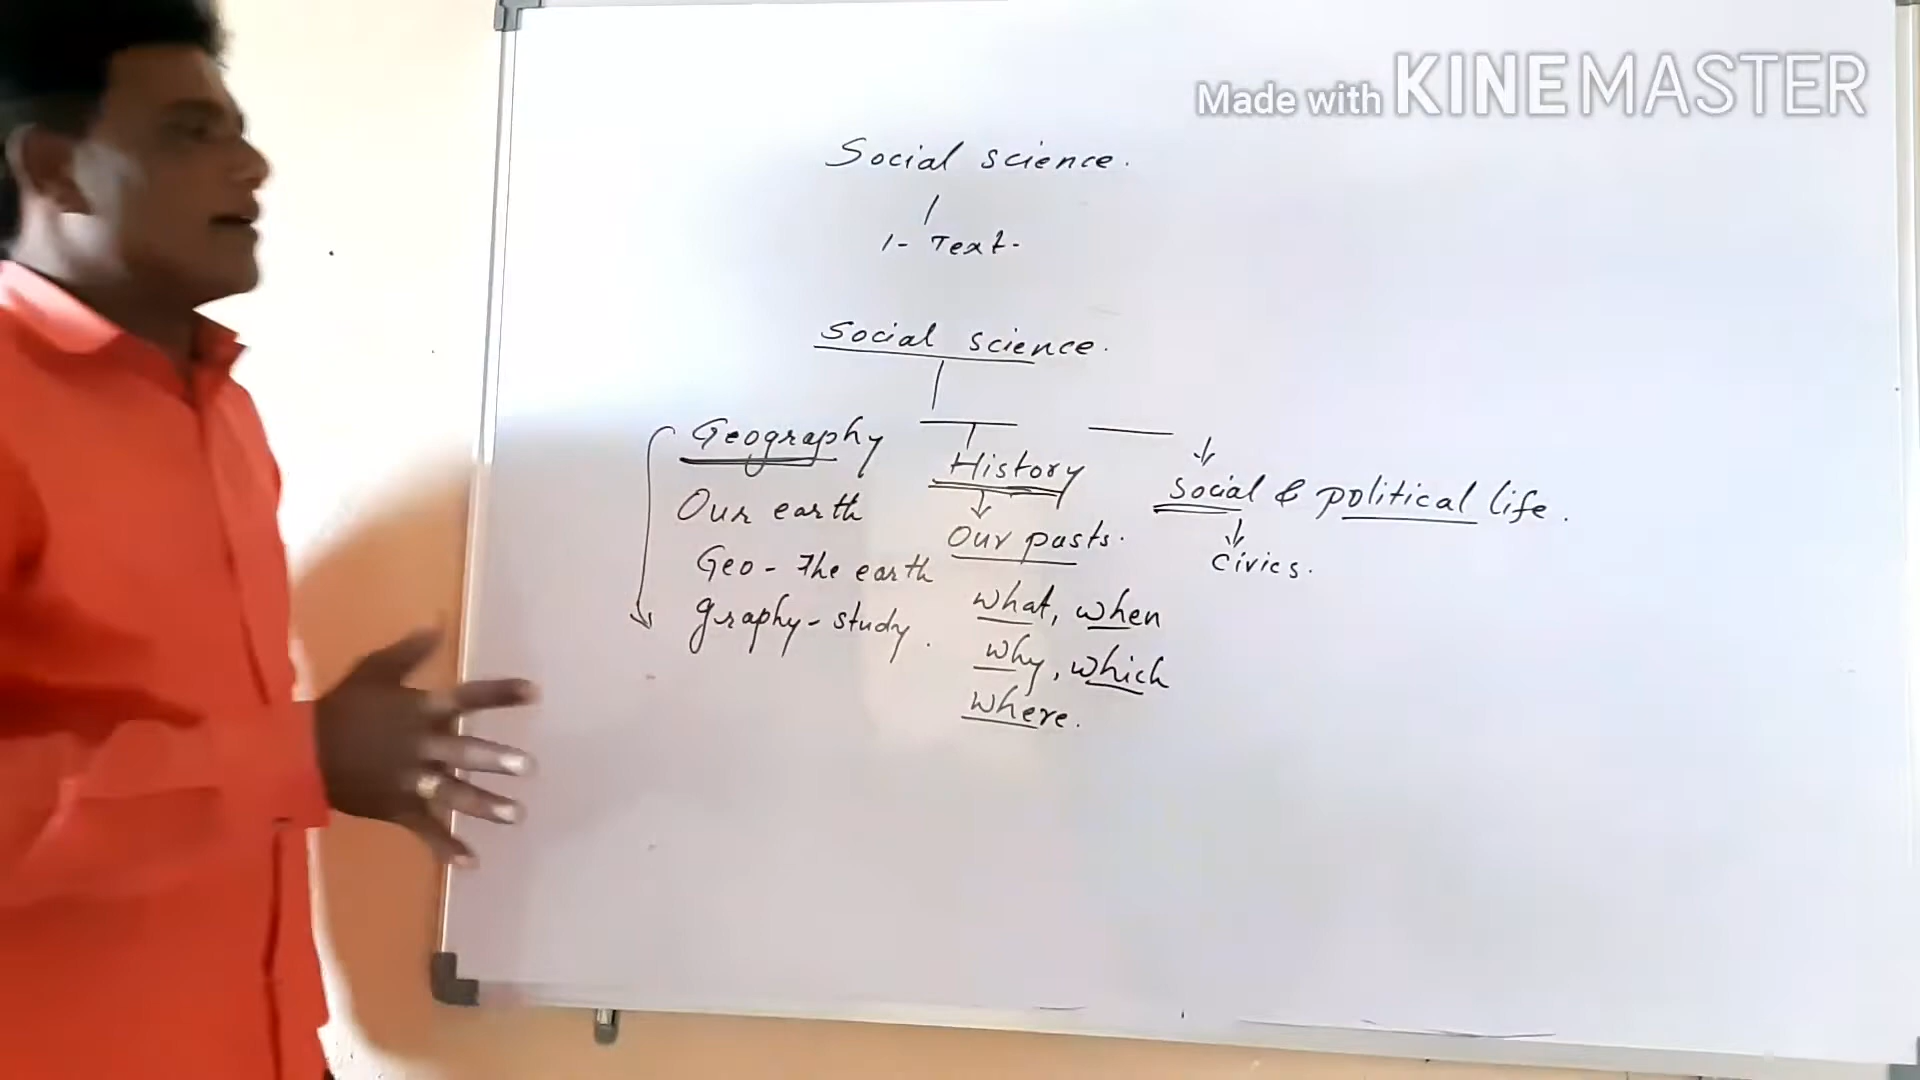 Made with KINEMASTER
Social science.
1- Text.
Social science.
Geography
Our earth
Geo - The earth
graphy - study.
History
Our pasts.
what, when
why, which
where.
Social & political life.
civics.